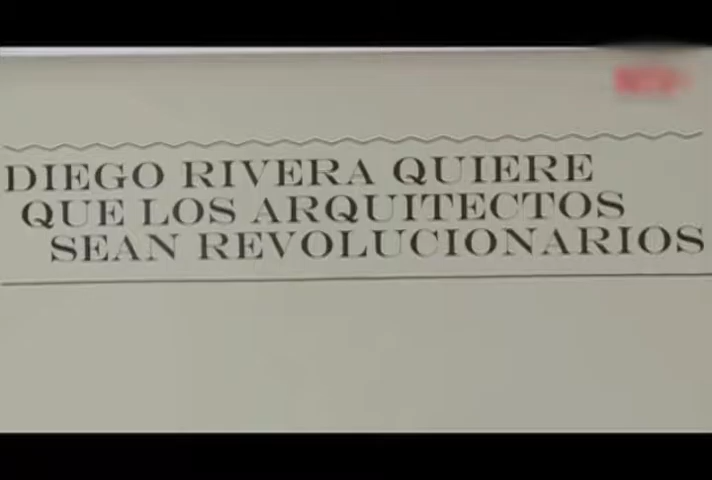 DIEGO RIVERA QUIERE
QUE LOS ARQUITECTOS
SEAN REVOLUCIONARIOS